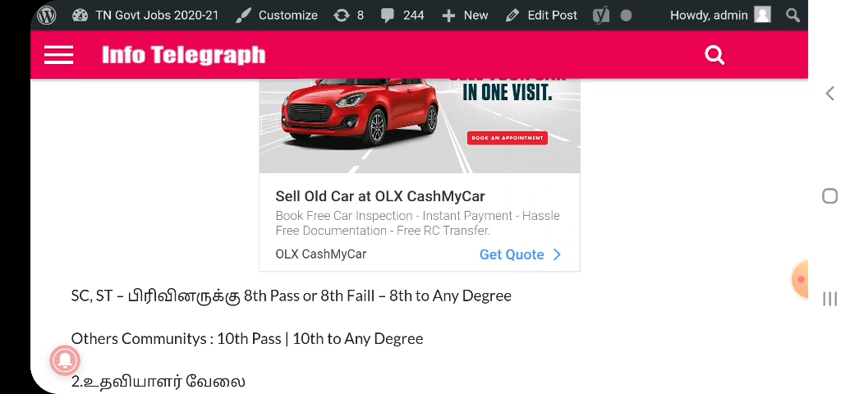 TN Govt Jobs 2020-21 Customize 8 244 New Edit Post Howdy, admin
Info Telegraph
IN ONE VISIT.
BOOK AN APPOINTMENT
Sell Old Car at OLX CashMyCar
Book Free Car Inspection - Instant Payment - Hassle
Free Documentation - Free RC Transfer.
OLX CashMyCar Get Quote
SC, ST – பிரிவினருக்கு 8th Pass or 8th Faill – 8th to Any Degree
Others Communitys : 10th Pass | 10th to Any Degree
2.உதவியாளர் வேலை